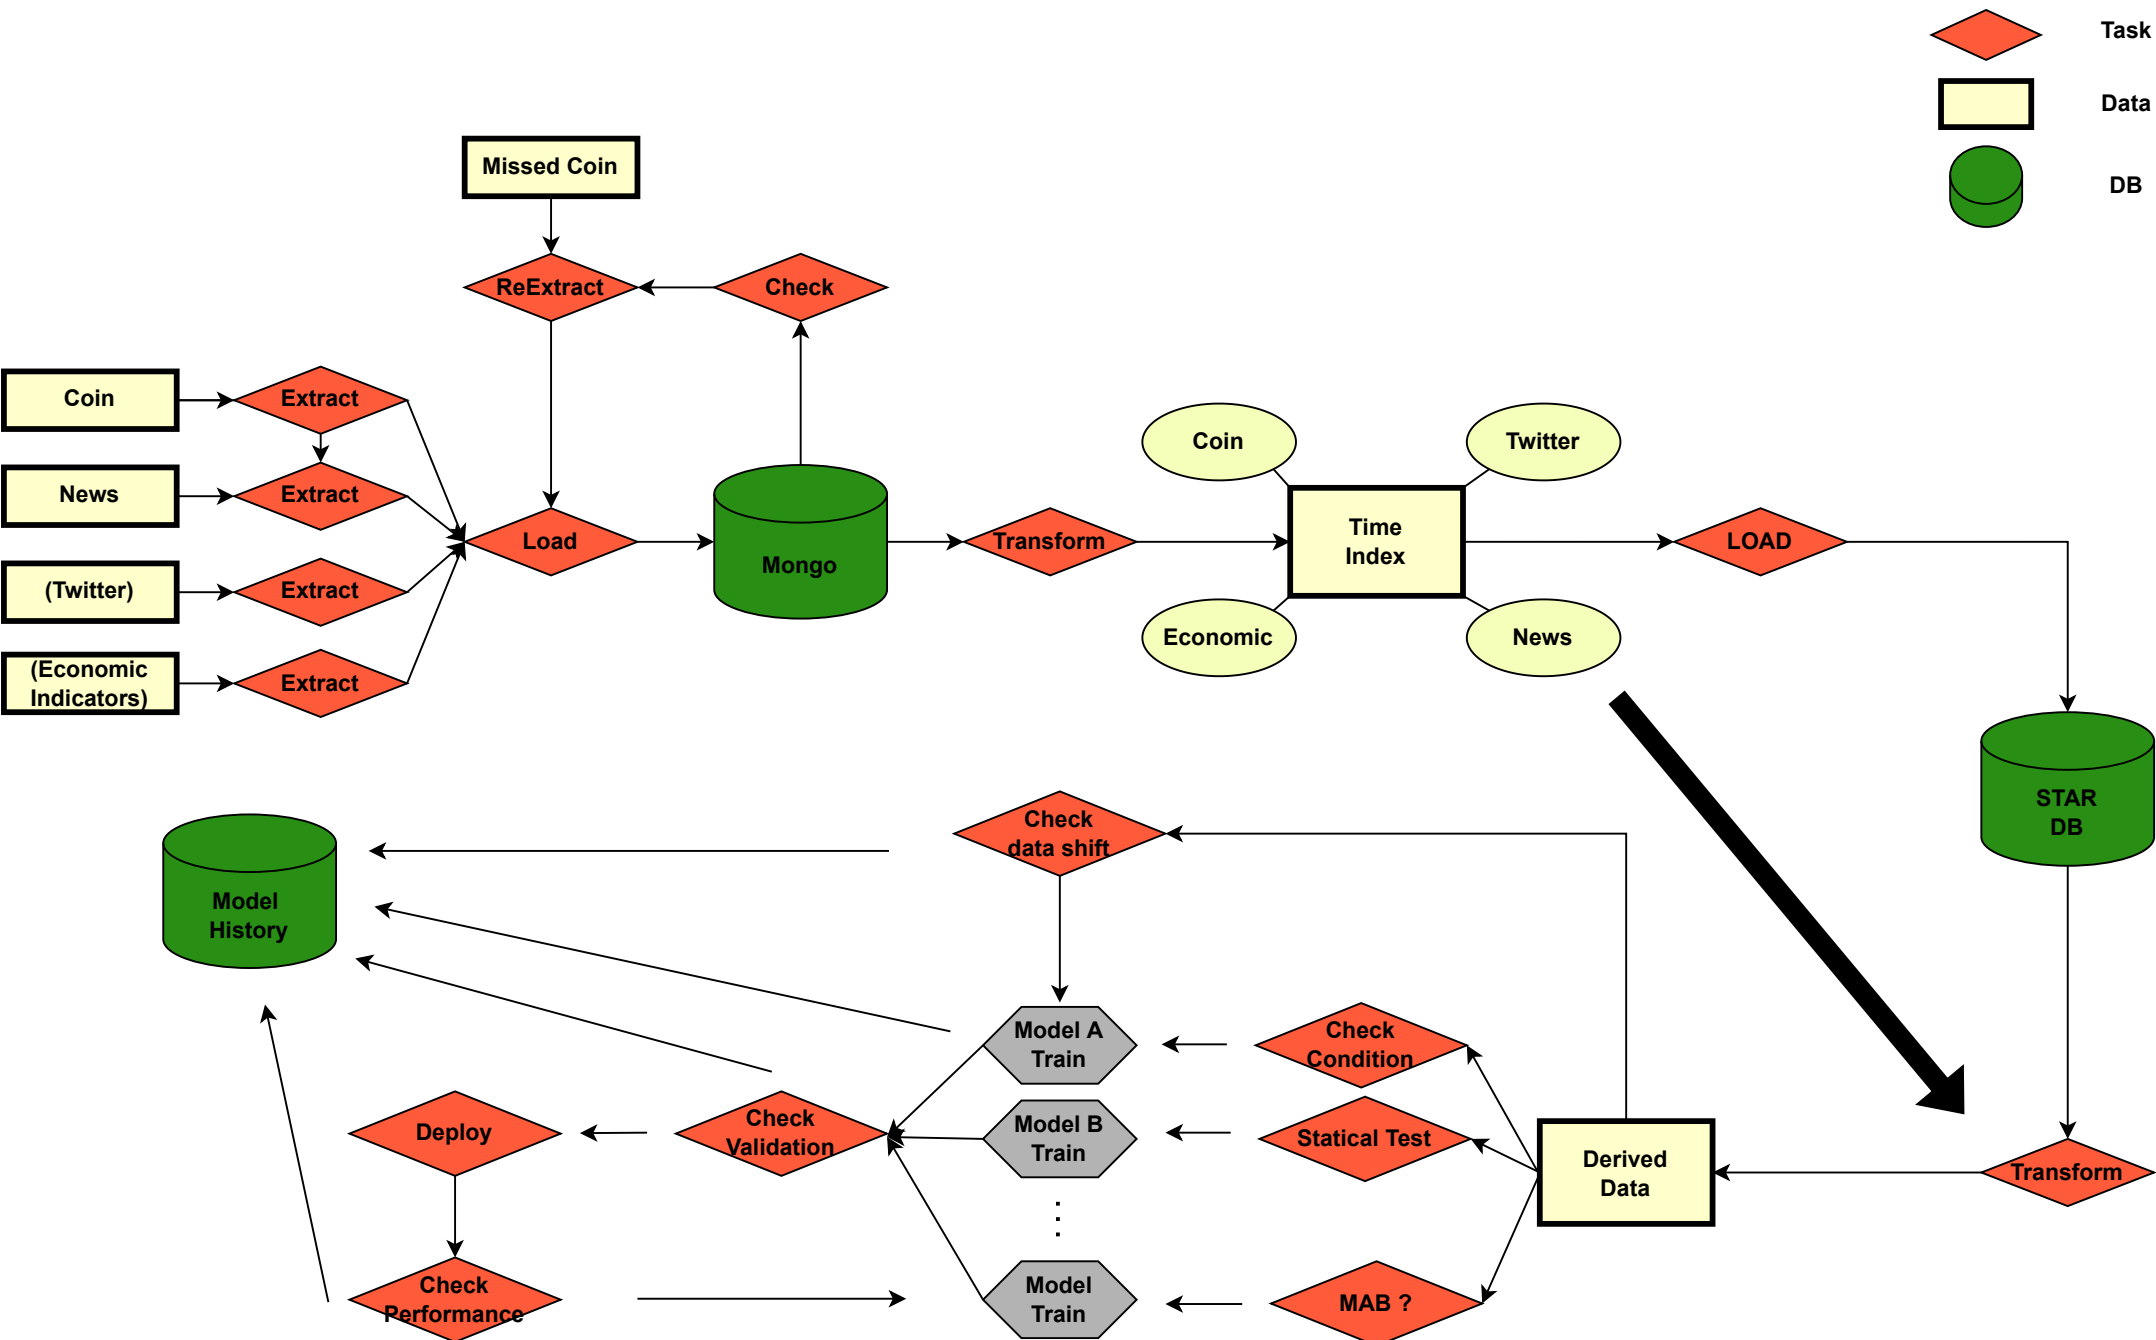 Task
Data
DB
Missed Coin
ReExtract
Check
Coin
Extract
News
Extract
(Twitter)
Extract
(Economic
Indicators)
Extract
Load
Mongo
Transform
Coin
Twitter
Time
Index
Economic
News
LOAD
STAR
DB
Check
data shift
Model
History
Model A
Train
Check
Condition
Deploy
Check
Validation
Model B
Train
Statical Test
Derived
Data
Transform
. . .
Check
Performance
Model
Train
MAB ?